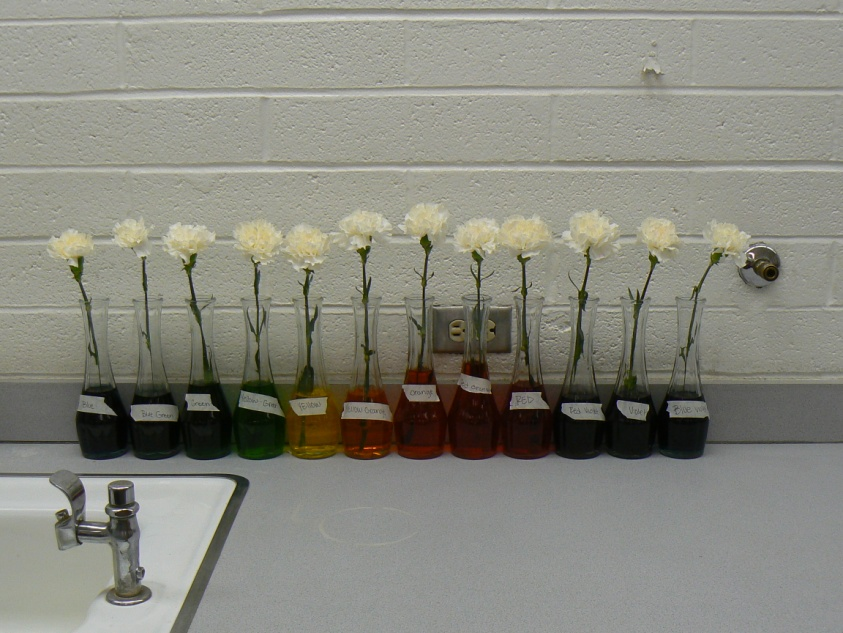 Blue
Blue Green
Green
Yellow Green
Yellow
Yellow Orange
Orange
Red Orange
RED
Red Violet
Violet
Blue Violet